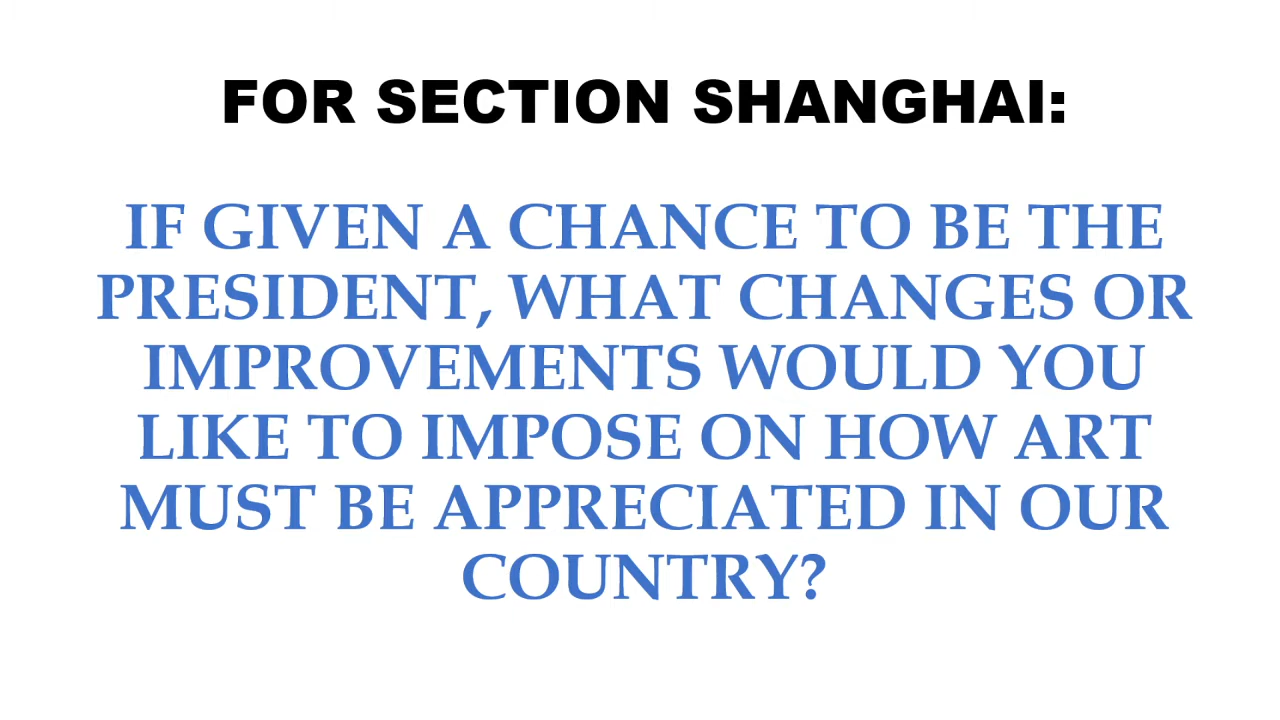 FOR SECTION SHANGHAI:
IF GIVEN A CHANCE TO BE THE
PRESIDENT, WHAT CHANGES OR
IMPROVEMENTS WOULD YOU
LIKE TO IMPOSE ON HOW ART
MUST BE APPRECIATED IN OUR
COUNTRY?